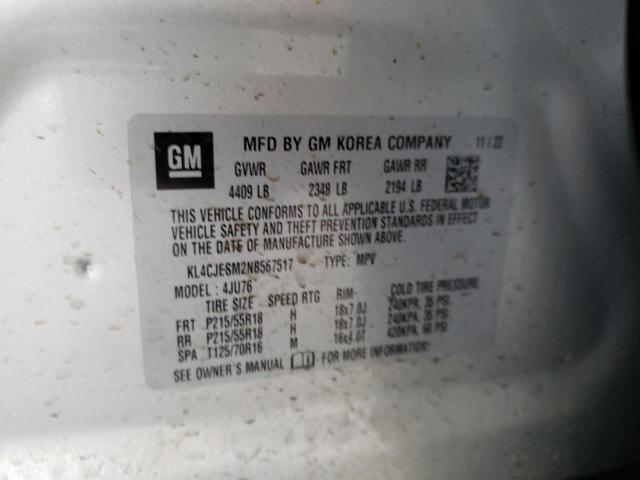 GM
MFD BY GM KOREA COMPANY 11 / 22
GVWR GAWR FRT GAWR RR
4409 LB 2348 LB 2194 LB
THIS VEHICLE CONFORMS TO ALL APPLICABLE U.S. FEDERAL MOTOR
VEHICLE SAFETY AND THEFT PREVENTION STANDARDS IN EFFECT
ON THE DATE OF MANUFACTURE SHOWN ABOVE.
KL4CJESM2NB567517 TYPE: MPV
MODEL : 4JU76
TIRE SIZE SPEED RTG RIM COLD TIRE PRESSURE
FRT P215/55R18 H 18x7.0J 240KPA, 35 PSI
RR P215/55R18 H 18x7.0J 240KPA, 35 PSI
SPA T125/70R16 M 16x4.0T 420KPA, 60 PSI
SEE OWNER'S MANUAL FOR MORE INFORMATION.